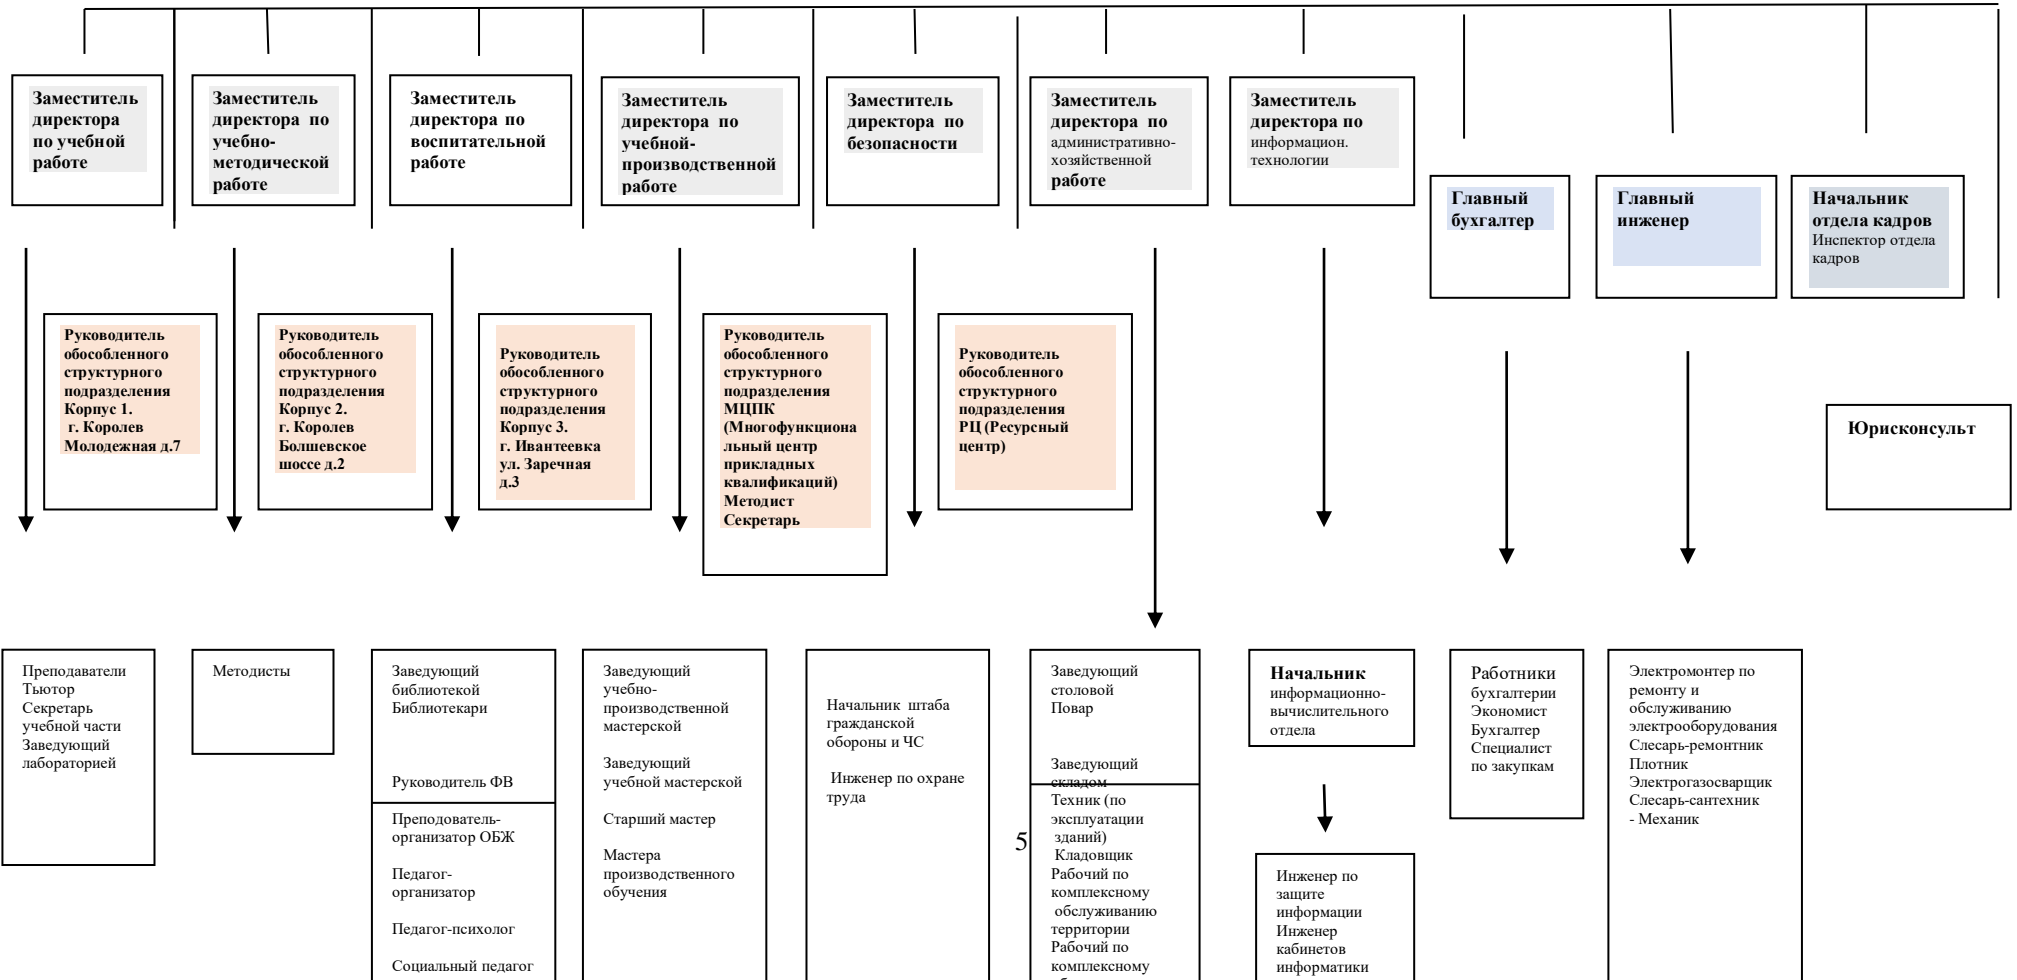 Заместитель
директора
по учебной
работе
Заместитель
директора по
учебно-
методической
работе
Заместитель
директора по
воспитательной
работе
Заместитель
директора по
учебной-
производственной
работе
Заместитель
директора по
безопасности
Заместитель
директора по
административно-
хозяйственной
работе
Заместитель
директора по
информацион.
технологии
Главный
бухгалтер
Главный
инженер
Начальник
отдела кадров
Инспектор отдела
кадров
Руководитель
обособленного
структурного
подразделения
Корпус 1.
г. Королев
Молодежная д.7
Руководитель
обособленного
структурного
подразделения
Корпус 2.
г. Королев
Болшевское
шоссе д.2
Руководитель
обособленного
структурного
подразделения
Корпус 3.
г. Ивантеевка
ул. Заречная
д.3
Руководитель
обособленного
структурного
подразделения
МЦПК
(Многофункциона
льный центр
прикладных
квалификаций)
Методист
Секретарь
Руководитель
обособленного
структурного
подразделения
РЦ (Ресурсный
центр)
Юрисконсульт
Преподаватели
Тьютор
Секретарь
учебной части
Заведующий
лабораторией
Методисты
Заведующий
библиотекой
Библиотекари
Руководитель ФВ
Преподователь-
организатор ОБЖ
Педагог-
организатор
Педагог-психолог
Социальный педагог
Заведующий
учебно-
производственной
мастерской
Заведующий
учебной мастерской
Старший мастер
Мастера
производственного
обучения
Начальник штаба
гражданской
обороны и ЧС
Инженер по охране
труда
Заведующий
столовой
Повар
Заведующий
складом
Техник (по
эксплуатации
зданий)
Кладовщик
Рабочий по
комплексному
обслуживанию
территории
Рабочий по
комплексному
5
Начальник
информационно-
вычислительного
отдела
Инженер по
защите
информации
Инженер
кабинетов
информатики
Работники
бухгалтерии
Экономист
Бухгалтер
Специалист
по закупкам
Электромонтер по
ремонту и
обслуживанию
электрооборудования
Слесарь-ремонтник
Плотник
Электрогазосварщик
Слесарь-сантехник
- Механик